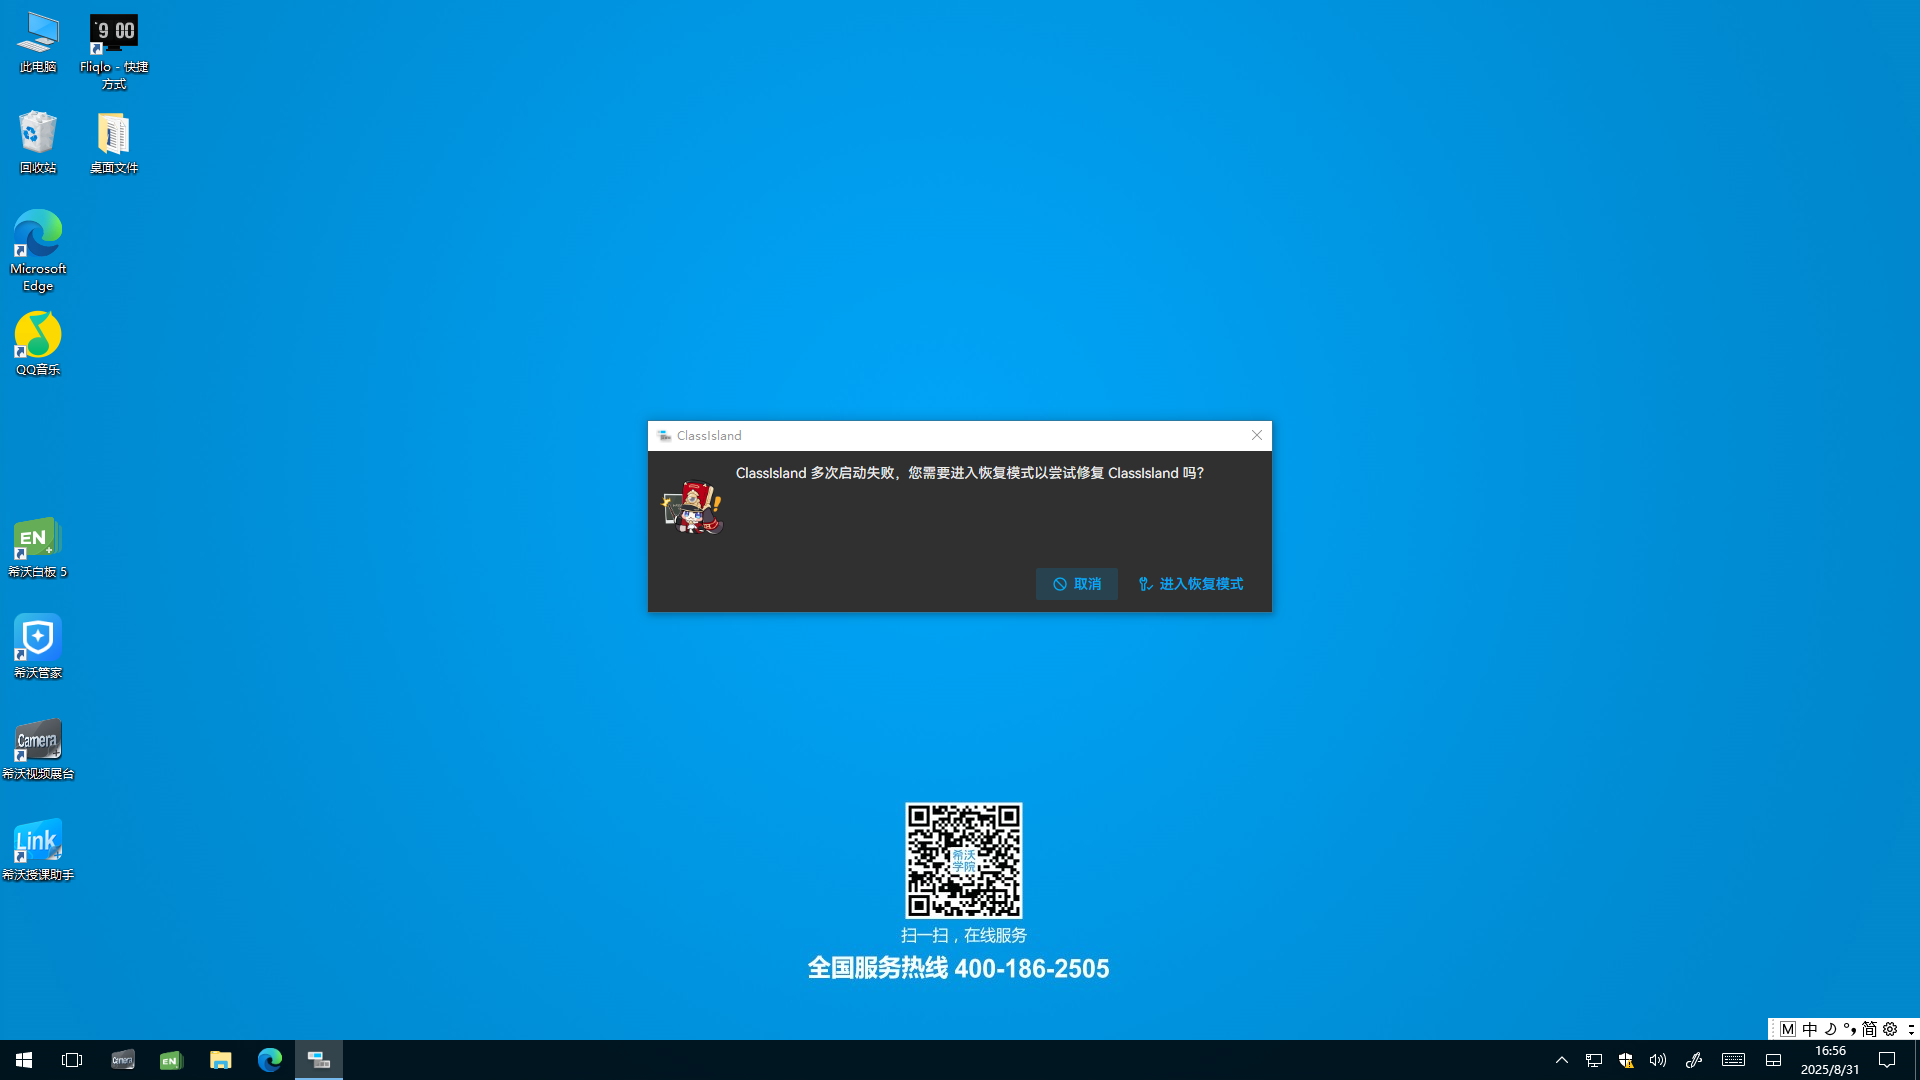 此电脑
Fliqlo - 快捷
方式
回收站
桌面文件
Microsoft
Edge
QQ音乐
EN
希沃白板 5
希沃管家
Camera
希沃视频展台
Link
希沃授课助手
9 00
ClassIsland
ClassIsland 多次启动失败，您需要进入恢复模式以尝试修复 ClassIsland 吗？
取消
进入恢复模式
希沃
学院
扫一扫，在线服务
全国服务热线 400-186-2505
M 中 简
Camera
EN
16:56
2025/8/31